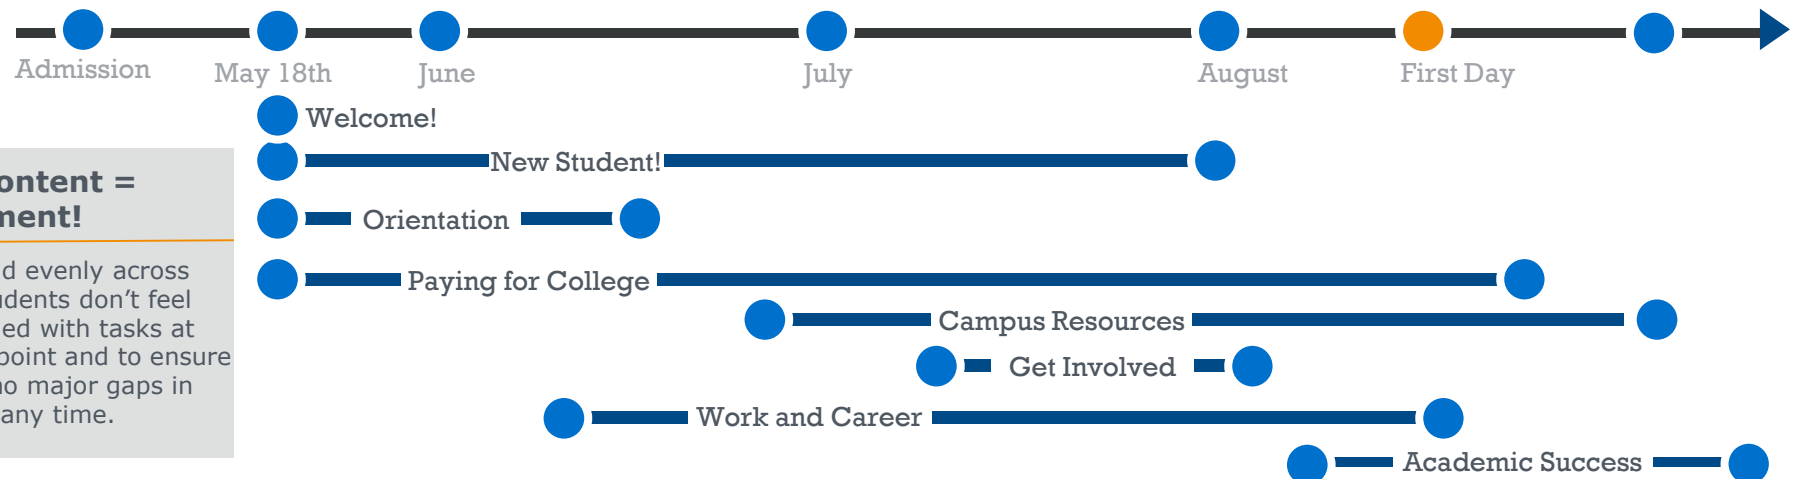 Admission
May 18th
June
July
August
First Day
Welcome!
New Student!
Orientation
Paying for College
Campus Resources
Get Involved
Work and Career
Academic Success
ontent =
ment!
d evenly across
udents don’t feel
ed with tasks at
point and to ensure
no major gaps in
any time.